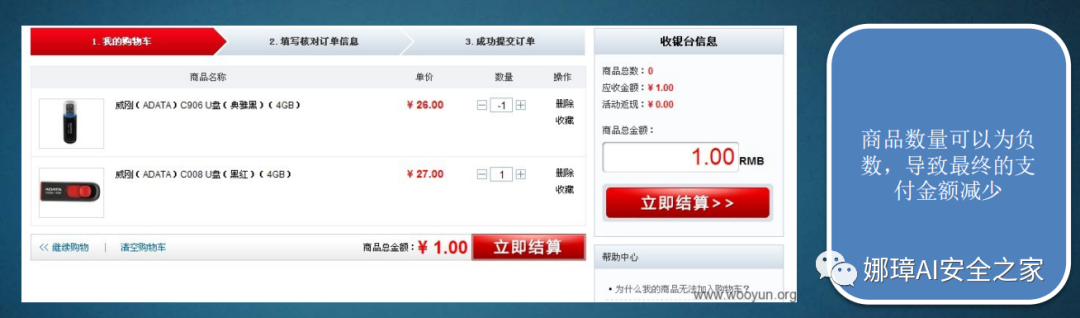 1. 我的购物车
2. 填写核对订单信息
3. 成功提交订单
商品名称 单价 数量 操作
威刚（ADATA）C906 U盘（典雅黑）（4GB） ¥ 26.00 -1 删除
收藏
威刚（ADATA）C008 U盘（黑红）（4GB） ¥ 27.00 1 删除
收藏
<< 继续购物 | 清空购物车 商品总金额：¥ 1.00 立即结算
收银台信息
商品总数：0
应收金额：¥ 1.00
活动返现：¥ 0.00
商品总金额：
1.00 RMB
立即结算>>
帮助中心
• 为什么我的商品无法加入购物车？
www.wooyun.org
商品数量可以为负
数，导致最终的支
付金额减少
娜璋AI安全之家